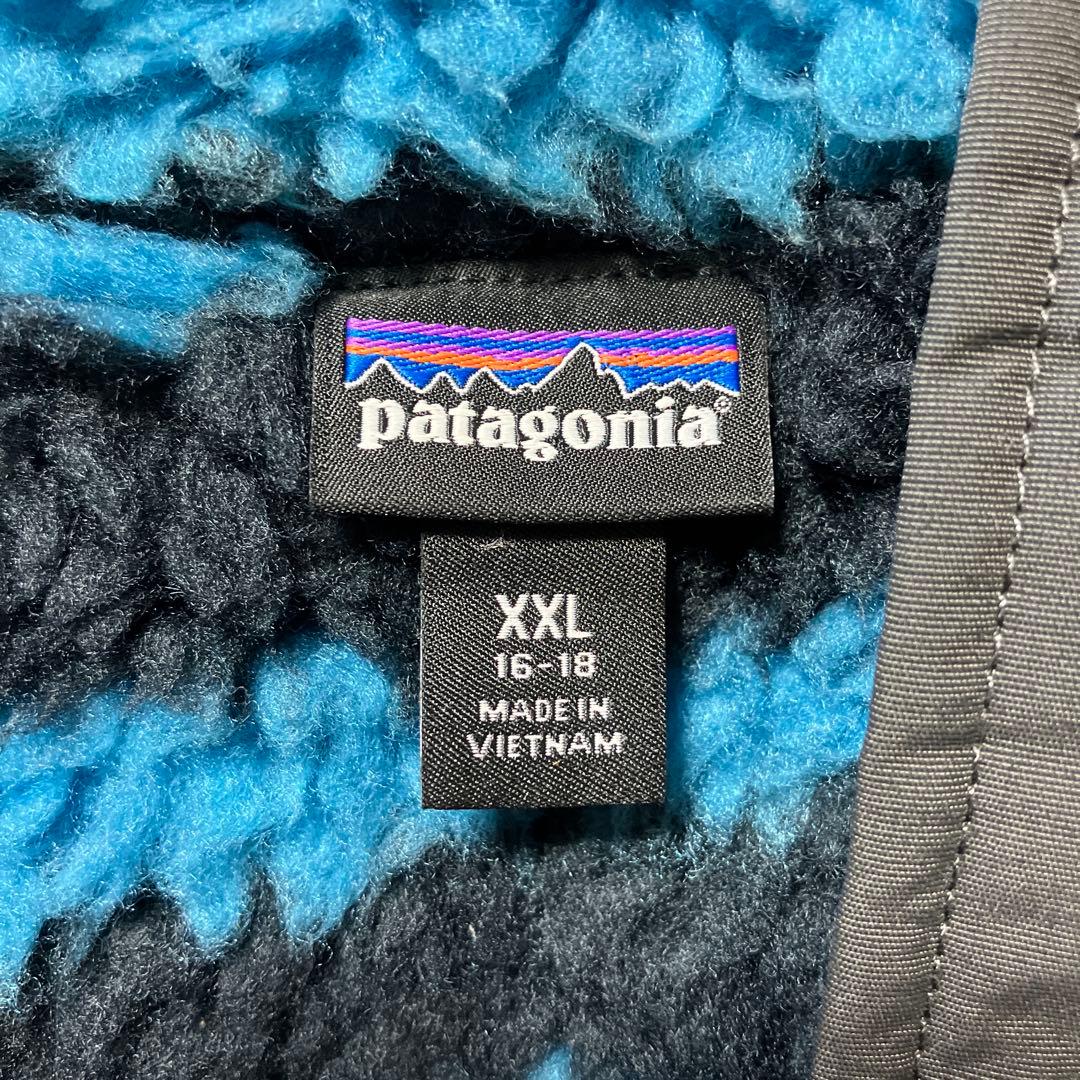 patagonia®
XXL
16-18
MADE IN
VIETNAM